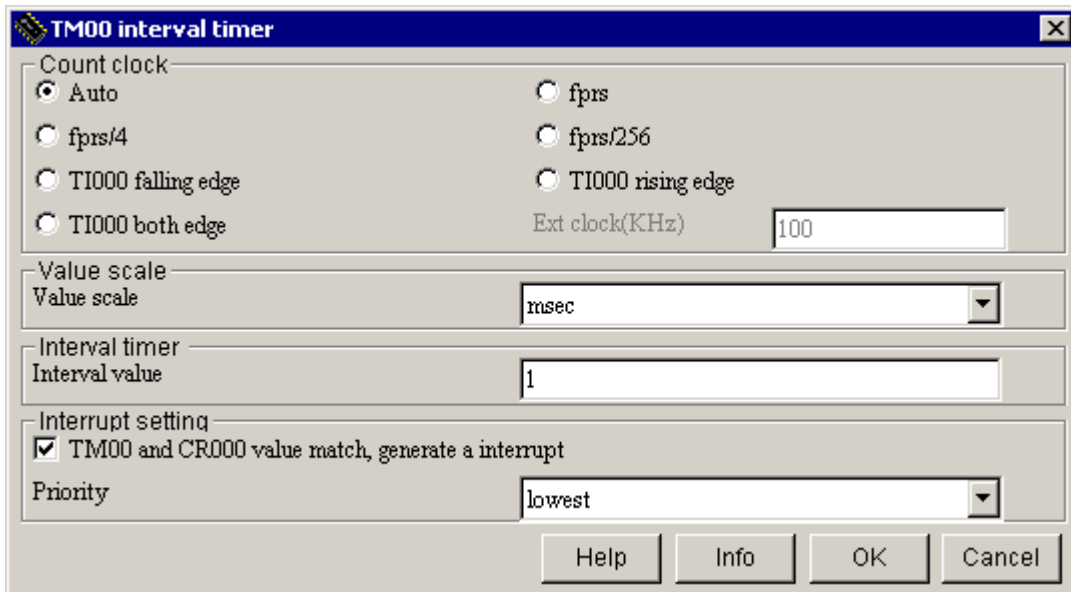 TM00 interval timer
Count clock
Auto
fprs
fprs/4
fprs/256
TI000 falling edge
TI000 rising edge
TI000 both edge
Ext clock(KHz)
100
Value scale
Value scale
msec
Interval timer
Interval value
1
Interrupt setting
TM00 and CR000 value match, generate a interrupt
Priority
lowest
Help
Info
OK
Cancel